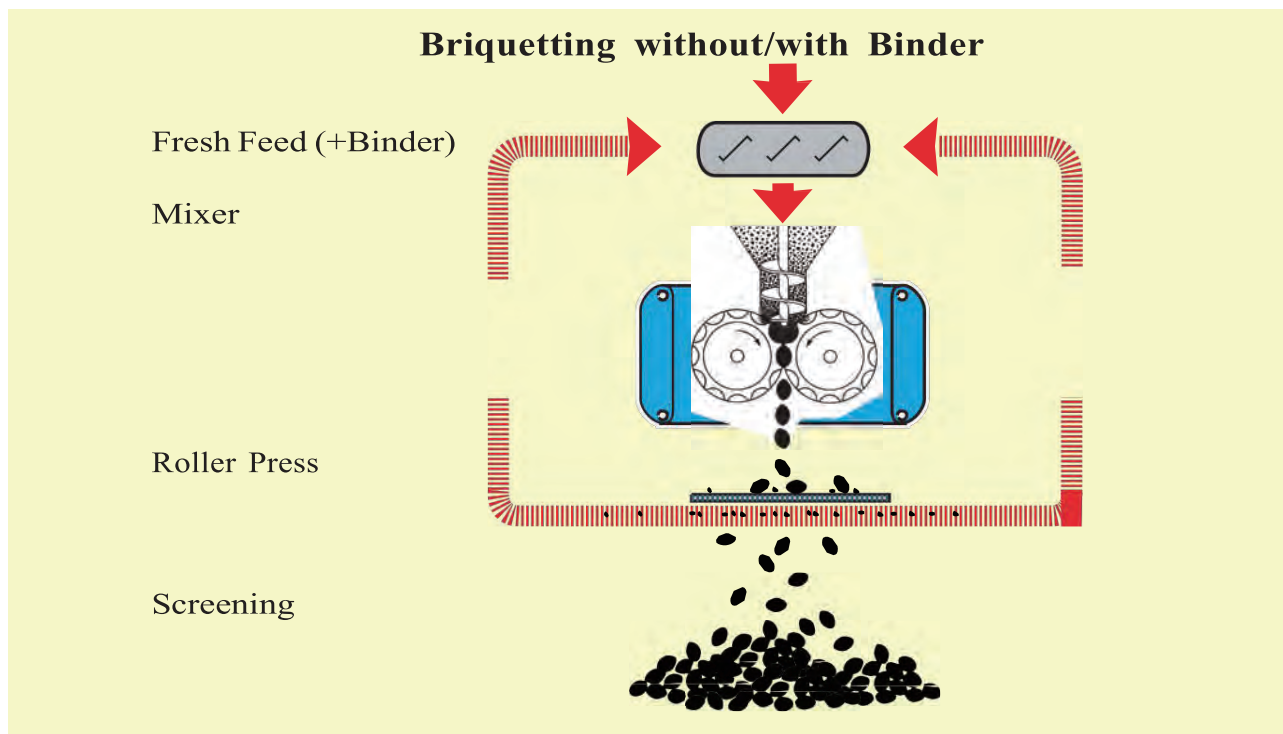 Briquetting without/with Binder
Fresh Feed (+Binder)
Mixer
Roller Press
Screening